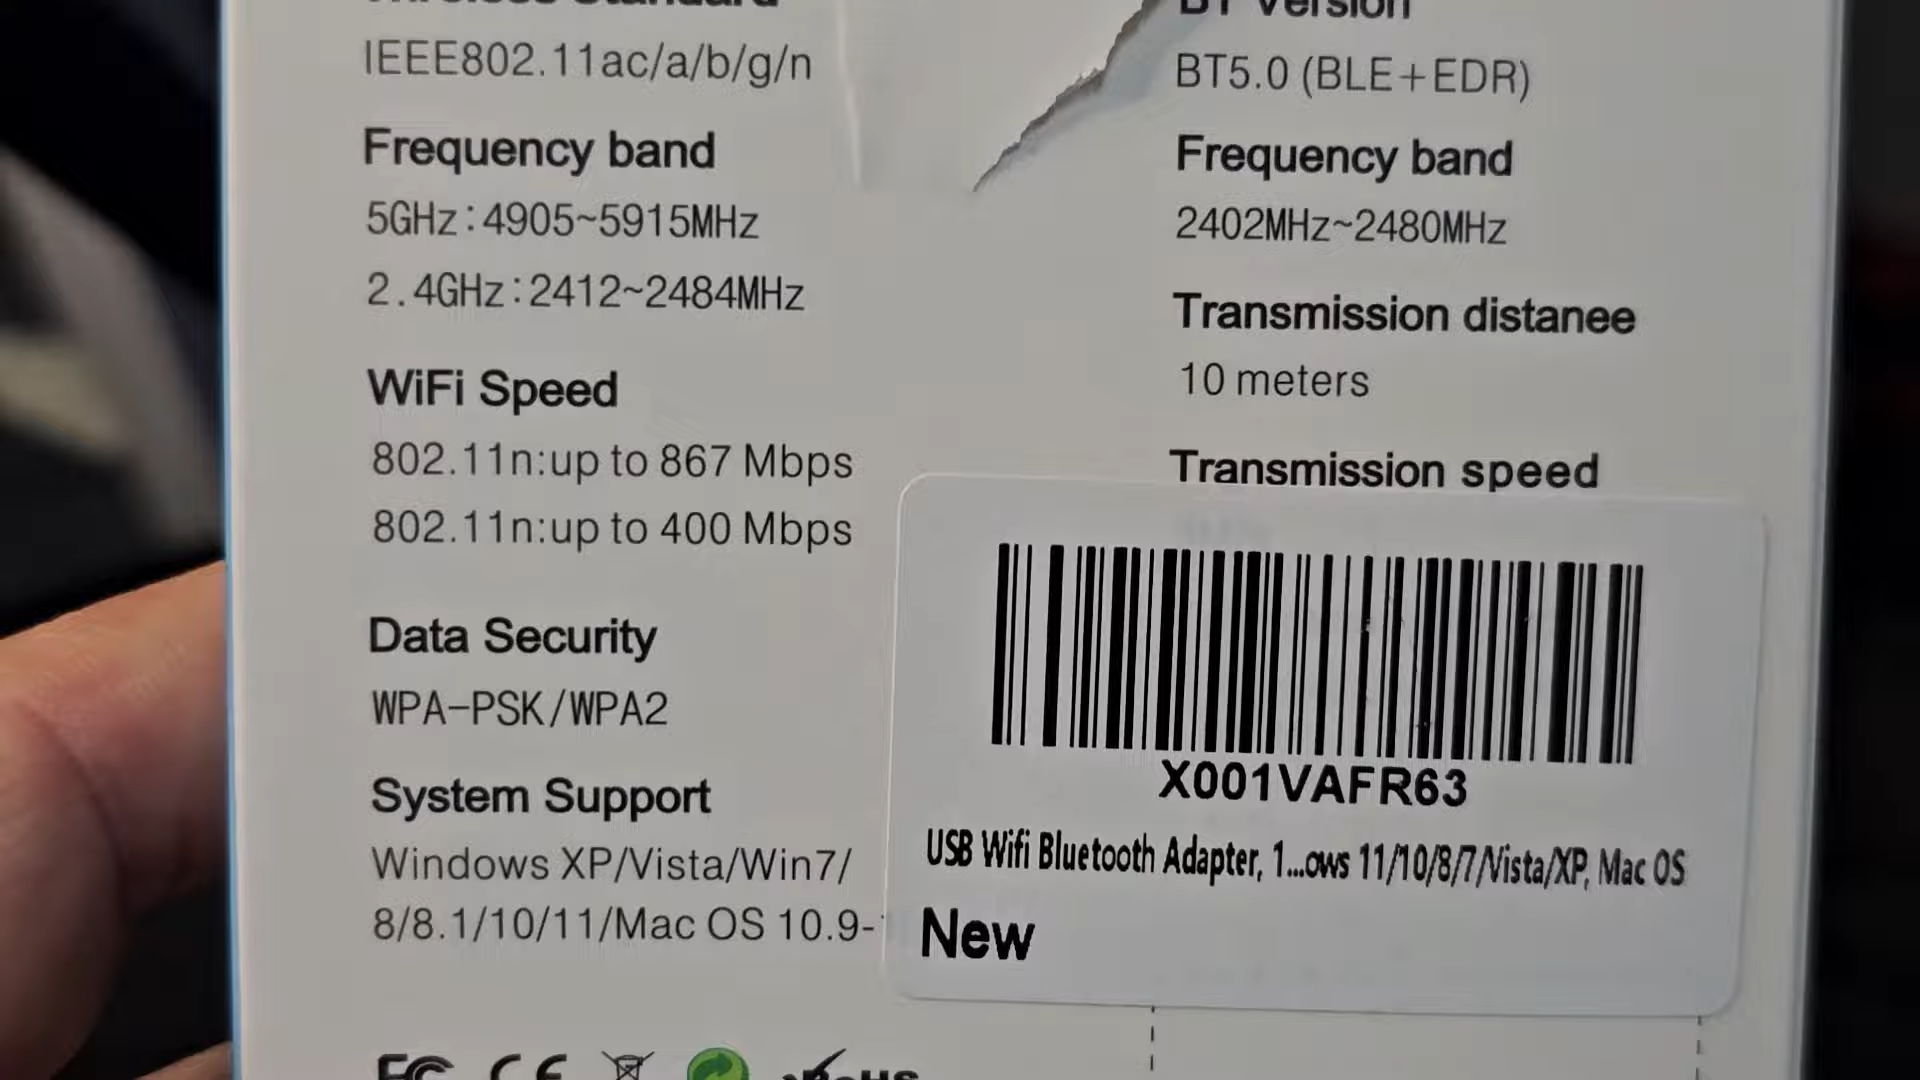 Wireless Standard
IEEE802.11ac/a/b/g/n
Frequency band
5GHz:4905~5915MHz
2.4GHz:2412~2484MHz
WiFi Speed
802.11n:up to 867 Mbps
802.11n:up to 400 Mbps
Data Security
WPA-PSK/WPA2
System Support
Windows XP/Vista/Win7/
8/8.1/10/11/Mac OS 10.9-
FC CE RoHS
BT Version
BT5.0 (BLE+EDR)
Frequency band
2402MHz~2480MHz
Transmission distanee
10 meters
Transmission speed
X001VAFR63
USB Wifi Bluetooth Adapter, 1...ows 11/10/8/7/Vista/XP, Mac OS
New